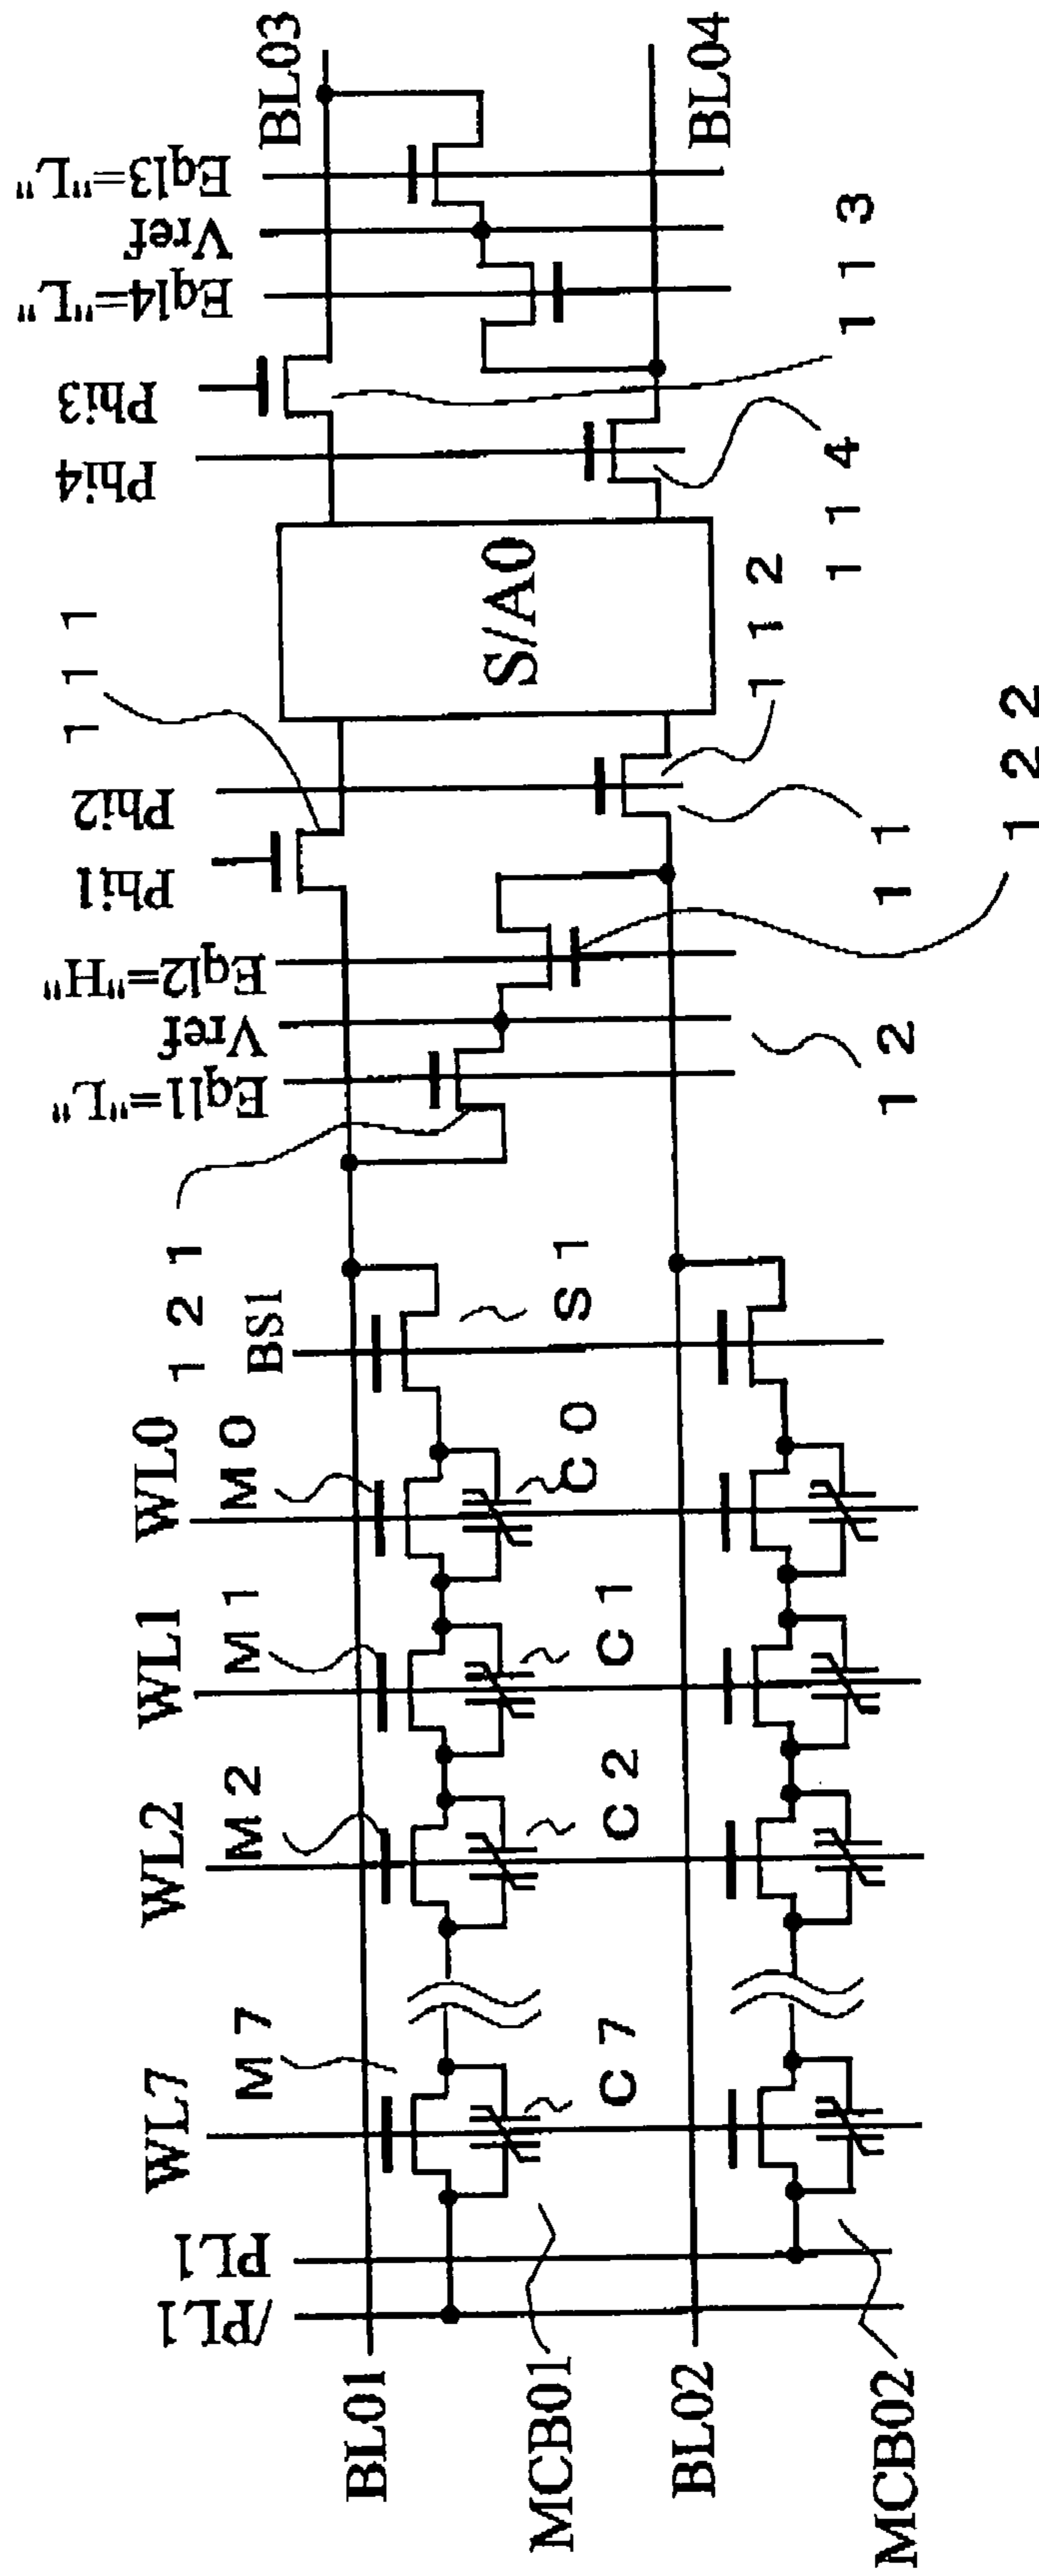 /PL1
PL1
WL7
M7
WL2
M2
WL1
M1
WL0
M0
BS1
121
Eql1="L"
Vref
Eql2="H"
Phi1
Phi2
111
Phi4
Phi3
Eql4="L"
Vref
Eql3="L"
BL01
BL03
C7
C2
C1
C0
S1
S/A0
MCB01
BL02
BL04
12
11
112
114
113
122
MCB02